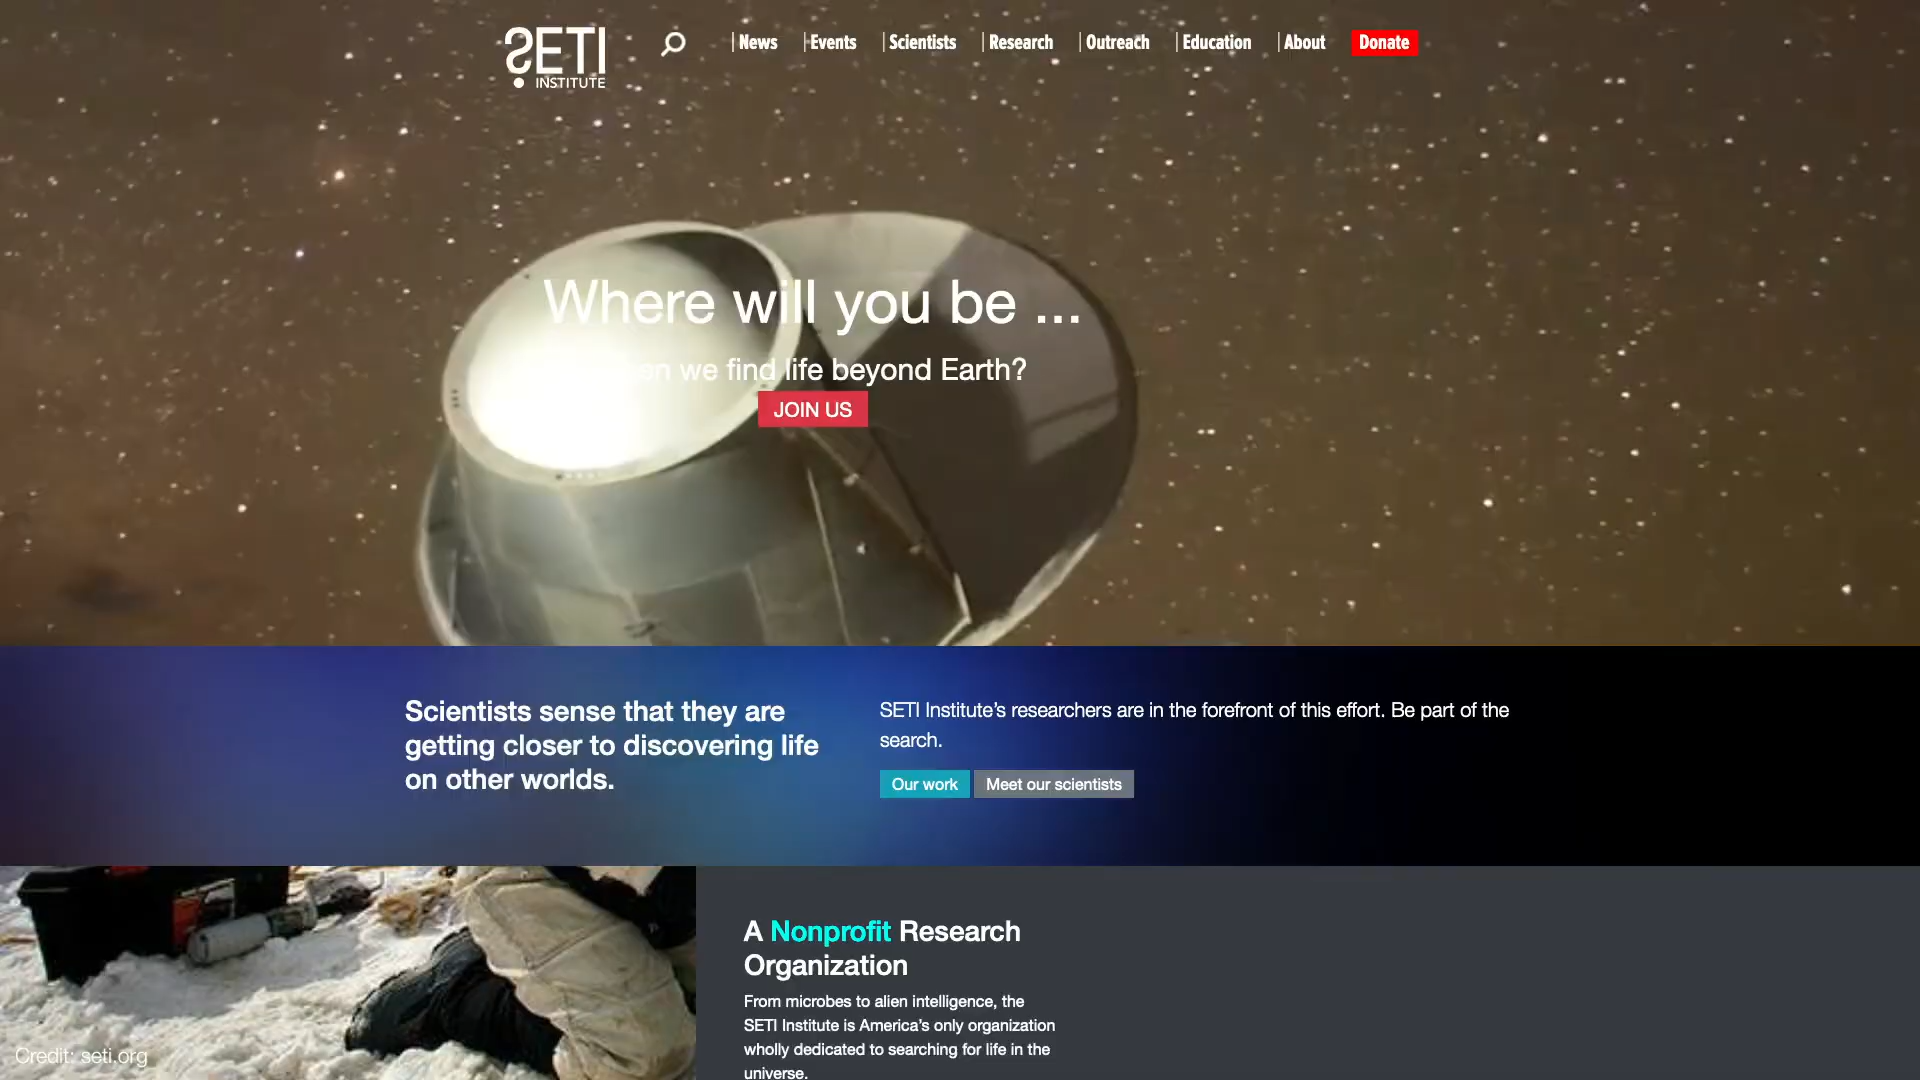 SETI
INSTITUTE
News
Events
Scientists
Research
Outreach
Education
About
Donate
Where will you be ...
we find life beyond Earth?
JOIN US
Scientists sense that they are
getting closer to discovering life
on other worlds.
SETI Institute’s researchers are in the forefront of this effort. Be part of the
search.
Our work
Meet our scientists
A Nonprofit Research
Organization
From microbes to alien intelligence, the
SETI Institute is America’s only organization
wholly dedicated to searching for life in the
universe.
Credit: seti.org